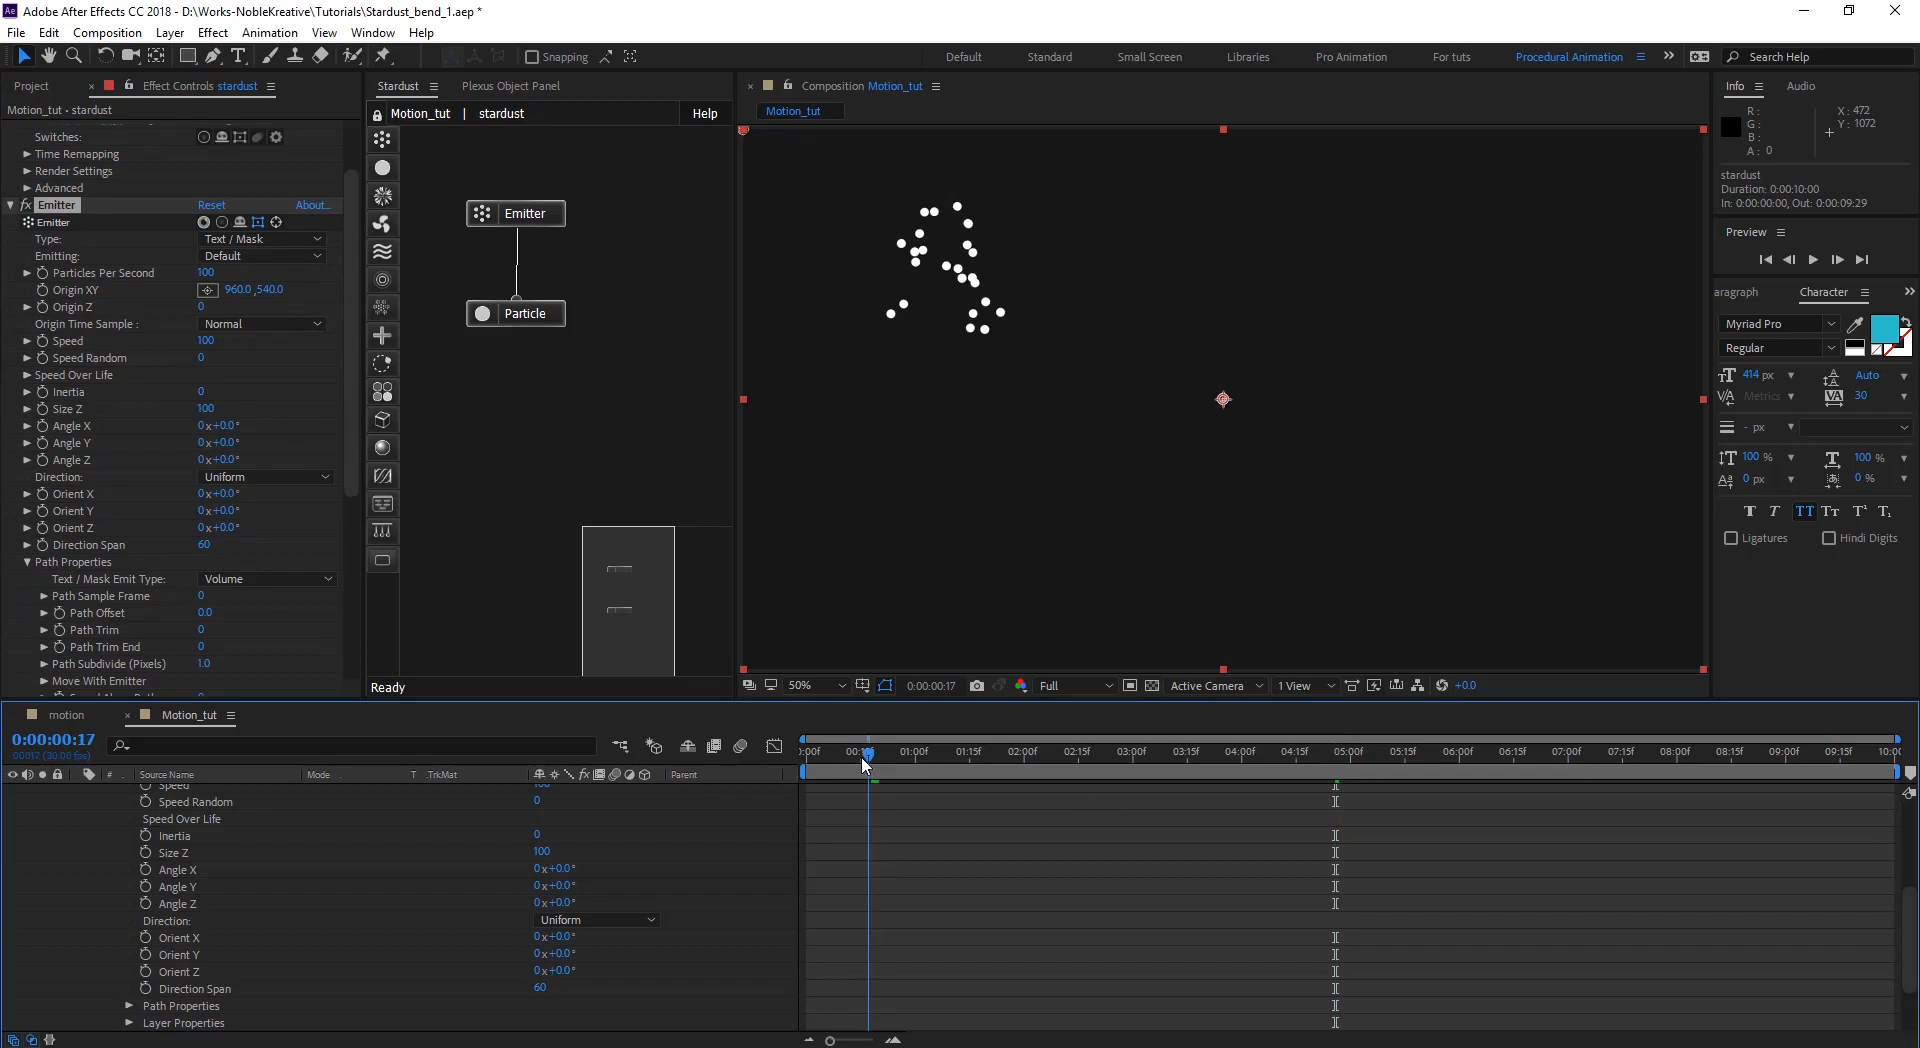 Adobe After Effects CC 2018 - D:\Works-NobleKreative\Tutorials\Stardust_bend_1.aep *
File Edit Composition Layer Effect Animation View Window Help
Snapping
Default Standard Small Screen Libraries Pro Animation For tuts Procedural Animation Search Help
Project Effect Controls stardust
Motion_tut • stardust
Switches:
Time Remapping
Render Settings
Advanced
fx Emitter Reset About...
Emitter
Type: Text / Mask
Emitting: Default
Particles Per Second 100
Origin XY 960.0 ,540.0
Origin Z 0
Origin Time Sample : Normal
Speed 100
Speed Random 0
Speed Over Life
Inertia 0
Size Z 100
Angle X 0x+0.0°
Angle Y 0x+0.0°
Angle Z 0x+0.0°
Direction: Uniform
Orient X 0x+0.0°
Orient Y 0x+0.0°
Orient Z 0x+0.0°
Direction Span 60
Path Properties
Text / Mask Emit Type: Volume
Path Sample Frame 0
Path Offset 0.0
Path Trim 0
Path Trim End 0
Path Subdivide (Pixels) 1.0
Move With Emitter
Stardust Plexus Object Panel
Motion_tut | stardust Help
Emitter
Particle
Ready
Composition Motion_tut
Motion_tut
50% 0:00:00:17 Full Active Camera 1 View +0.0
Info Audio
R: X: 472
G: Y: 1072
B:
A: 0
stardust
Duration: 0:00:10:00
In: 0:00:00:00, Out: 0:00:09:29
Preview
aragraph Character
Myriad Pro
Regular
414 px Auto
Metrics 30
- px
100 % 100 %
0 px 0 %
T T TT Tт T¹ T₁
Ligatures Hindi Digits
motion Motion_tut
0:00:00:17
00017 (30.00 fps)
:00f 00:15f 01:00f 01:15f 02:00f 02:15f 03:00f 03:15f 04:00f 04:15f 05:00f 05:15f 06:00f 06:15f 07:00f 07:15f 08:00f 08:15f 09:00f 09:15f 10:0
# Source Name Mode T .TrkMat fx Parent
Speed 100
Speed Random 0
Speed Over Life
Inertia 0
Size Z 100
Angle X 0x+0.0°
Angle Y 0x+0.0°
Angle Z 0x+0.0°
Direction: Uniform
Orient X 0x+0.0°
Orient Y 0x+0.0°
Orient Z 0x+0.0°
Direction Span 60
Path Properties
Layer Properties